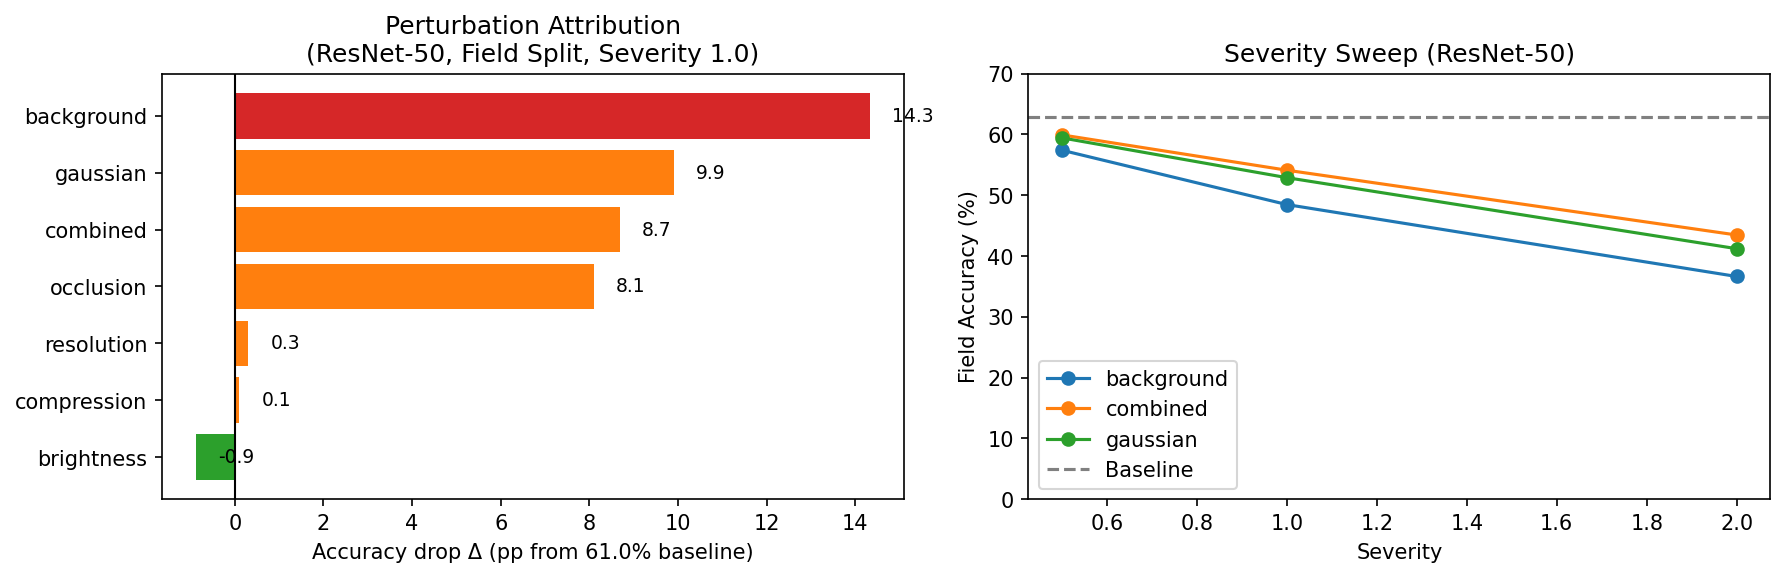 Perturbation Attribution
(ResNet-50, Field Split, Severity 1.0)
background
14.3
gaussian
9.9
combined
8.7
occlusion
8.1
resolution
0.3
compression
0.1
brightness
-0.9
0 2 4 6 8 10 12 14
Accuracy drop Δ (pp from 61.0% baseline)
Severity Sweep (ResNet-50)
70
60
50
40
30
20
10
0
Field Accuracy (%)
background
combined
gaussian
Baseline
0.6 0.8 1.0 1.2 1.4 1.6 1.8 2.0
Severity